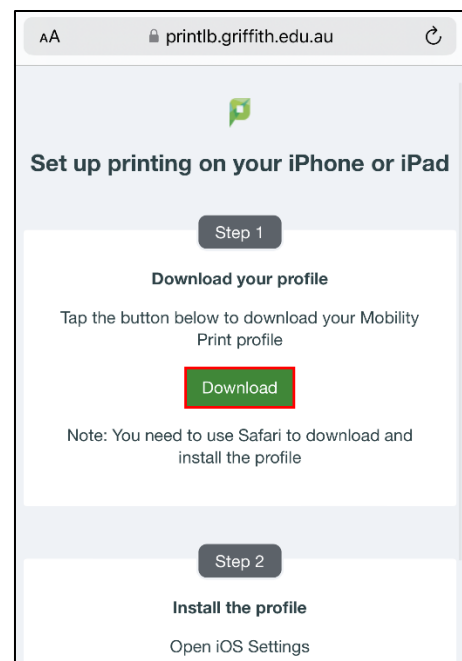 AA
printlb.griffith.edu.au
Set up printing on your iPhone or iPad
Step 1
Download your profile
Tap the button below to download your Mobility
Print profile
Download
Note: You need to use Safari to download and
install the profile
Step 2
Install the profile
Open iOS Settings